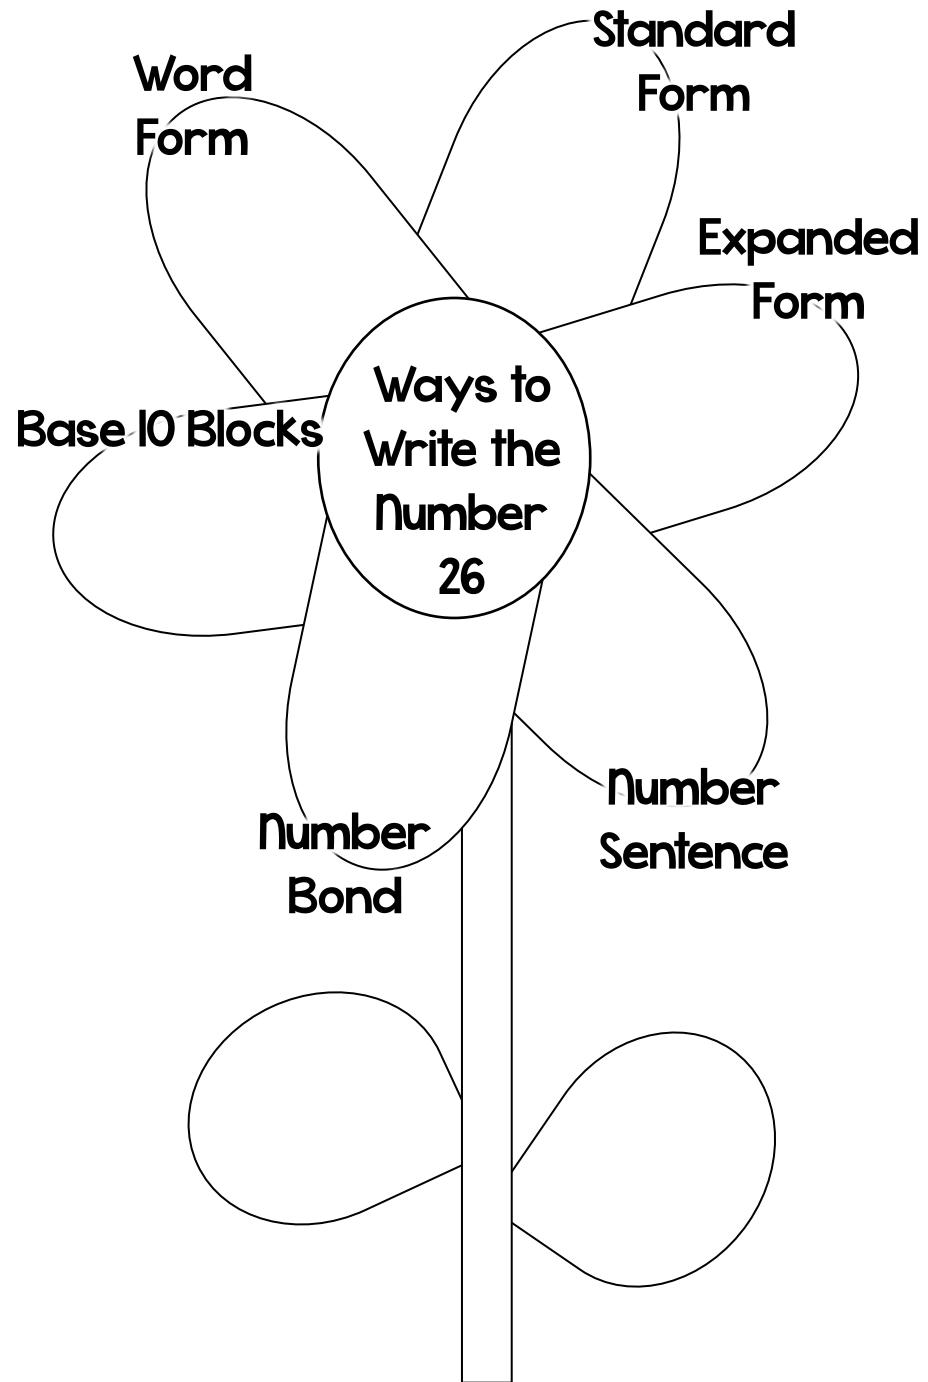 Standard
Form
Word
Form
Expanded
Form
Base 10 Blocks
Ways to
Write the
Number
26
Number
Sentence
Number
Bond